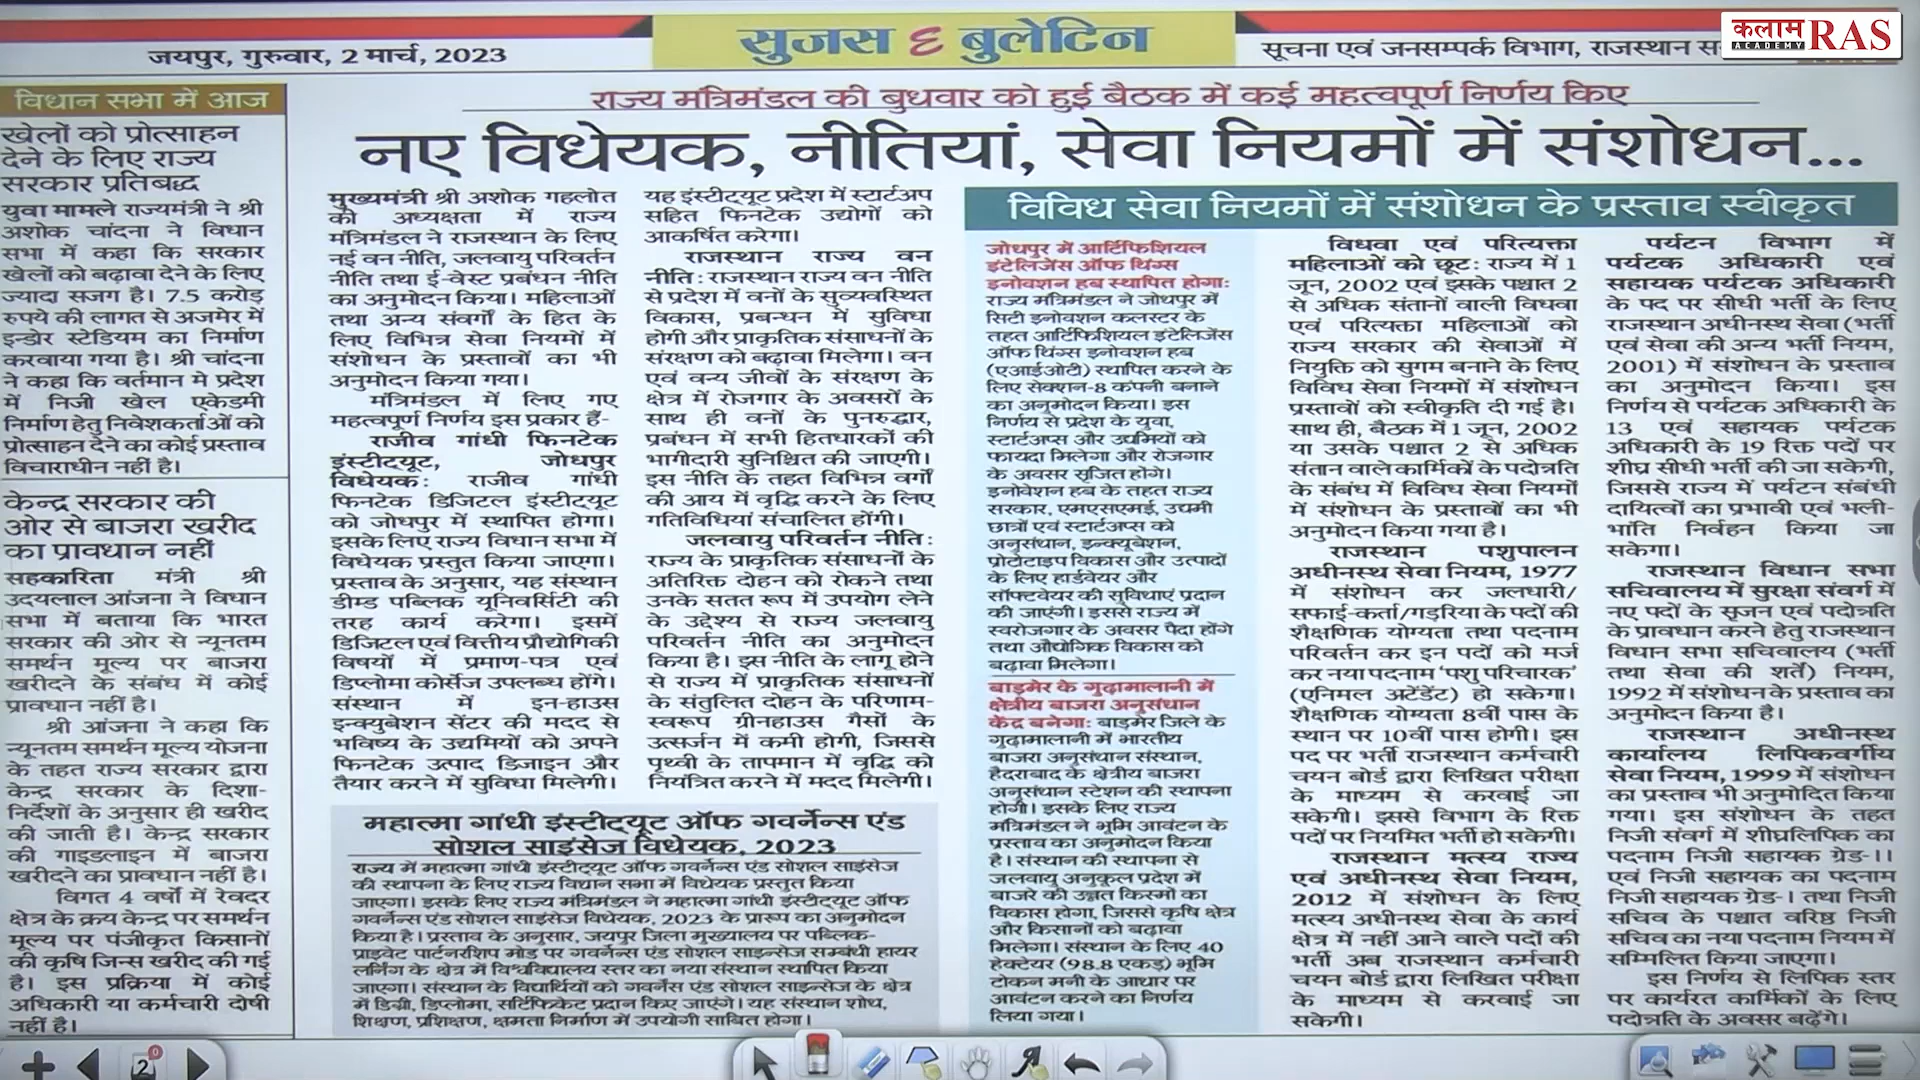 जयपुर, गुरुवार, 2 मार्च, 2023
सुजस e बुलेटिन
सूचना एवं जनसम्पर्क विभाग, राजस्थान
कलाम RAS
ACADEMY
विधान सभा में आज
खेलों को प्रोत्साहन
देने के लिए राज्य
सरकार प्रतिबद्ध
युवा मामले राज्यमंत्री ने श्री
अशोक चांदना ने विधान
सभा में कहा कि सरकार
खेलों को बढ़ावा देने के लिए
ज्यादा सजग है। 7.5 करोड़
रुपये की लागत से अजमेर में
इन्डोर स्टेडियम का निर्माण
करवाया गया है। श्री चांदना
ने कहा कि वर्तमान मे प्रदेश
में निजी खेल एकेडमी
निर्माण हेतु निवेशकर्ताओं को
प्रोत्साहन देने का कोई प्रस्ताव
विचाराधीन नहीं है।
केन्द्र सरकार की
ओर से बाजरा खरीद
का प्रावधान नहीं
सहकारिता मंत्री श्री
उदयलाल आंजना ने विधान
सभा में बताया कि भारत
सरकार की ओर से न्यूनतम
समर्थन मूल्य पर बाजरा
खरीदने के संबंध में कोई
प्रावधान नहीं है।
श्री आंजना ने कहा कि
न्यूनतम समर्थन मूल्य योजना
के तहत राज्य सरकार द्वारा
केन्द्र सरकार के दिशा-
निर्देशों के अनुसार ही खरीद
की जाती है। केन्द्र सरकार
की गाइडलाइन में बाजरा
खरीदने का प्रावधान नहीं है।
विगत 4 वर्षों में रेवदर
क्षेत्र के क्रय केन्द्र पर समर्थन
मूल्य पर पंजीकृत किसानों
की कृषि जिन्स खरीद की गई
है। इस प्रक्रिया में कोई
अधिकारी या कर्मचारी दोषी
नहीं है।
राज्य मंत्रिमंडल की बुधवार को हुई बैठक में कई महत्वपूर्ण निर्णय किए
नए विधेयक, नीतियां, सेवा नियमों में संशोधन...
मुख्यमंत्री श्री अशोक गहलोत
की अध्यक्षता में राज्य
मंत्रिमंडल ने राजस्थान के लिए
नई वन नीति, जलवायु परिवर्तन
नीति तथा ई-वेस्ट प्रबंधन नीति
का अनुमोदन किया। महिलाओं
तथा अन्य संवर्गों के हित के
लिए विभिन्न सेवा नियमों में
संशोधन के प्रस्तावों का भी
अनुमोदन किया गया।
मंत्रिमंडल में लिए गए
महत्वपूर्ण निर्णय इस प्रकार हैं-
राजीव गांधी फिनटेक
इंस्टीट्यूट, जोधपुर
विधेयक: राजीव गांधी
फिनटेक डिजिटल इंस्टीट्यूट
को जोधपुर में स्थापित होगा।
इसके लिए राज्य विधान सभा में
विधेयक प्रस्तुत किया जाएगा।
प्रस्ताव के अनुसार, यह संस्थान
डीम्ड पब्लिक यूनिवर्सिटी की
तरह कार्य करेगा। इसमें
डिजिटल एवं वित्तीय प्रौद्योगिकी
विषयों में प्रमाण-पत्र एवं
डिप्लोमा कोर्सेज उपलब्ध होंगे।
संस्थान में इन-हाउस
इन्क्युबेशन सेंटर की मदद से
भविष्य के उद्यमियों को अपने
फिनटेक उत्पाद डिजाइन और
तैयार करने में सुविधा मिलेगी।
यह इंस्टीट्यूट प्रदेश में स्टार्टअप
सहित फिनटेक उद्योगों को
आकर्षित करेगा।
राजस्थान राज्य वन
नीति: राजस्थान राज्य वन नीति
से प्रदेश में वनों के सुव्यवस्थित
विकास, प्रबन्धन में सुविधा
होगी और प्राकृतिक संसाधनों के
संरक्षण को बढ़ावा मिलेगा। वन
एवं वन्य जीवों के संरक्षण के
क्षेत्र में रोजगार के अवसरों के
साथ ही वनों के पुनरुद्धार,
प्रबंधन में सभी हितधारकों की
भागीदारी सुनिश्चित की जाएगी।
इस नीति के तहत विभिन्न वर्गों
की आय में वृद्धि करने के लिए
गतिविधियां संचालित होंगी।
जलवायु परिवर्तन नीति:
राज्य के प्राकृतिक संसाधनों के
अतिरिक्त दोहन को रोकने तथा
उनके सतत रूप में उपयोग लेने
के उद्देश्य से राज्य जलवायु
परिवर्तन नीति का अनुमोदन
किया है। इस नीति के लागू होने
से राज्य में प्राकृतिक संसाधनों
के संतुलित दोहन के परिणाम-
स्वरूप ग्रीनहाउस गैसों के
उत्सर्जन में कमी होगी, जिससे
पृथ्वी के तापमान में वृद्धि को
नियंत्रित करने में मदद मिलेगी।
महात्मा गांधी इंस्टीट्यूट ऑफ गवर्नेन्स एंड
सोशल साइंसेज विधेयक, 2023
राज्य में महात्मा गांधी इंस्टीट्यूट ऑफ गवर्नेन्स एंड सोशल साइंसेज
की स्थापना के लिए राज्य विधान सभा में विधेयक प्रस्तुत किया
जाएगा। इसके लिए राज्य मंत्रिमंडल ने महात्मा गांधी इंस्टीट्यूट ऑफ
गवर्नेन्स एंड सोशल साइंसेज विधेयक, 2023 के प्रारूप का अनुमोदन
किया है। प्रस्ताव के अनुसार, जयपुर जिला मुख्यालय पर पब्लिक-
प्राइवेट पार्टनरशिप मोड पर गवर्नेन्स एंड सोशल साइन्सेज सम्बंधी हायर
लर्निंग के क्षेत्र में विश्वविद्यालय स्तर का नया संस्थान स्थापित किया
जाएगा। संस्थान के विद्यार्थियों को गवर्नेंस एंड सोशल साइन्सेज के क्षेत्र
में डिग्री, डिप्लोमा, सर्टिफिकेट प्रदान किए जाएंगे। यह संस्थान शोध,
शिक्षण, प्रशिक्षण, क्षमता निर्माण में उपयोगी साबित होगा।
विविध सेवा नियमों में संशोधन के प्रस्ताव स्वीकृत
जोधपुर में आर्टिफिशियल
इंटेलिजेंस ऑफ थिंग्स
इनोवशन हब स्थापित होगा:
राज्य मंत्रिमंडल ने जोधपुर में
सिटी इनोवशन कलस्टर के
तहत आर्टिफिशियल इंटेलिजेंस
ऑफ थिंग्स इनोवशन हब
(एआईओटी) स्थापित करने के
लिए सेक्शन-8 कंपनी बनाने
का अनुमोदन किया। इस
निर्णय से प्रदेश के युवा,
स्टार्टअप्स और उद्यमियों को
फायदा मिलेगा और रोजगार
के अवसर सृजित होंगे।
इनोवेशन हब के तहत राज्य
सरकार, एमएसएमई, उद्यमी
छात्रों एवं स्टार्टअप्स को
अनुसंधान, इन्क्यूबेशन,
प्रोटोटाइप विकास और उत्पादों
के लिए हार्डवेयर और
सॉफ्टवेयर की सुविधाएं प्रदान
की जाएंगी। इससे राज्य में
स्वरोजगार के अवसर पैदा होंगे
तथा औद्योगिक विकास को
बढ़ावा मिलेगा।
बाड़मेर के गुढ़ामालानी में
क्षेत्रीय बाजरा अनुसंधान
केंद्र बनेगा: बाड़मेर जिले के
गुढ़ामालानी में भारतीय
बाजरा अनुसंधान संस्थान,
हैदराबाद के क्षेत्रीय बाजरा
अनुसंधान स्टेशन की स्थापना
होगी। इसके लिए राज्य
मंत्रिमंडल ने भूमि आवंटन के
प्रस्ताव का अनुमोदन किया
है। संस्थान की स्थापना से
जलवायु अनुकूल प्रदेश में
बाजरे की उन्नत किस्मों का
विकास होगा, जिससे कृषि क्षेत्र
और किसानों को बढ़ावा
मिलेगा। संस्थान के लिए 40
हेक्टेयर (98.8 एकड़) भूमि
टोकन मनी के आधार पर
आवंटन करने का निर्णय
लिया गया।
विधवा एवं परित्यक्ता
महिलाओं को छूट: राज्य में 1
जून, 2002 एवं इसके पश्चात 2
से अधिक संतानों वाली विधवा
एवं परित्यक्ता महिलाओं को
राज्य सरकार की सेवाओं में
नियुक्ति को सुगम बनाने के लिए
विविध सेवा नियमों में संशोधन
प्रस्तावों को स्वीकृति दी गई है।
साथ ही, बैठक में 1 जून, 2002
या उसके पश्चात 2 से अधिक
संतान वाले कार्मिकों के पदोन्नति
के संबंध में विविध सेवा नियमों
में संशोधन के प्रस्तावों का भी
अनुमोदन किया गया है।
राजस्थान पशुपालन
अधीनस्थ सेवा नियम, 1977
में संशोधन कर जलधारी/
सफाई-कर्ता/गड़रिया के पदों की
शैक्षणिक योग्यता तथा पदनाम
परिवर्तन कर इन पदों को मर्ज
कर नया पदनाम 'पशु परिचारक'
(एनिमल अटेंडेंट) हो सकेगा।
शैक्षणिक योग्यता 8वीं पास के
स्थान पर 10वीं पास होगी। इस
पद पर भर्ती राजस्थान कर्मचारी
चयन बोर्ड द्वारा लिखित परीक्षा
के माध्यम से करवाई जा
सकेगी। इससे विभाग के रिक्त
पदों पर नियमित भर्ती हो सकेगी।
राजस्थान मत्स्य राज्य
एवं अधीनस्थ सेवा नियम,
2012 में संशोधन के लिए
मत्स्य अधीनस्थ सेवा के कार्य
क्षेत्र में नहीं आने वाले पदों की
भर्ती अब राजस्थान कर्मचारी
चयन बोर्ड द्वारा लिखित परीक्षा
के माध्यम से करवाई जा
सकेगी।
पर्यटन विभाग में
पर्यटक अधिकारी एवं
सहायक पर्यटक अधिकारी
के पद पर सीधी भर्ती के लिए
राजस्थान अधीनस्थ सेवा (भर्ती
एवं सेवा की अन्य भर्ती नियम,
2001) में संशोधन के प्रस्ताव
का अनुमोदन किया। इस
निर्णय से पर्यटक अधिकारी के
13 एवं सहायक पर्यटक
अधिकारी के 19 रिक्त पदों पर
शीघ्र सीधी भर्ती की जा सकेगी,
जिससे राज्य में पर्यटन संबंधी
दायित्वों का प्रभावी एवं भली-
भांति निर्वहन किया जा
सकेगा।
राजस्थान विधान सभा
सचिवालय में सुरक्षा संवर्ग में
नए पदों के सृजन एवं पदोन्नति
के प्रावधान करने हेतु राजस्थान
विधान सभा सचिवालय (भर्ती
तथा सेवा की शर्तें) नियम,
1992 में संशोधन के प्रस्ताव का
अनुमोदन किया है।
राजस्थान अधीनस्थ
कार्यालय लिपिकवर्गीय
सेवा नियम, 1999 में संशोधन
का प्रस्ताव भी अनुमोदित किया
गया। इस संशोधन के तहत
निजी संवर्ग में शीघ्रलिपिक का
पदनाम निजी सहायक ग्रेड-।।
एवं निजी सहायक का पदनाम
निजी सहायक ग्रेड-। तथा निजी
सचिव के पश्चात वरिष्ठ निजी
सचिव का नया पदनाम नियम में
सम्मिलित किया जाएगा।
इस निर्णय से लिपिक स्तर
पर कार्यरत कार्मिकों के लिए
पदोन्नति के अवसर बढ़ेंगे।
2
0